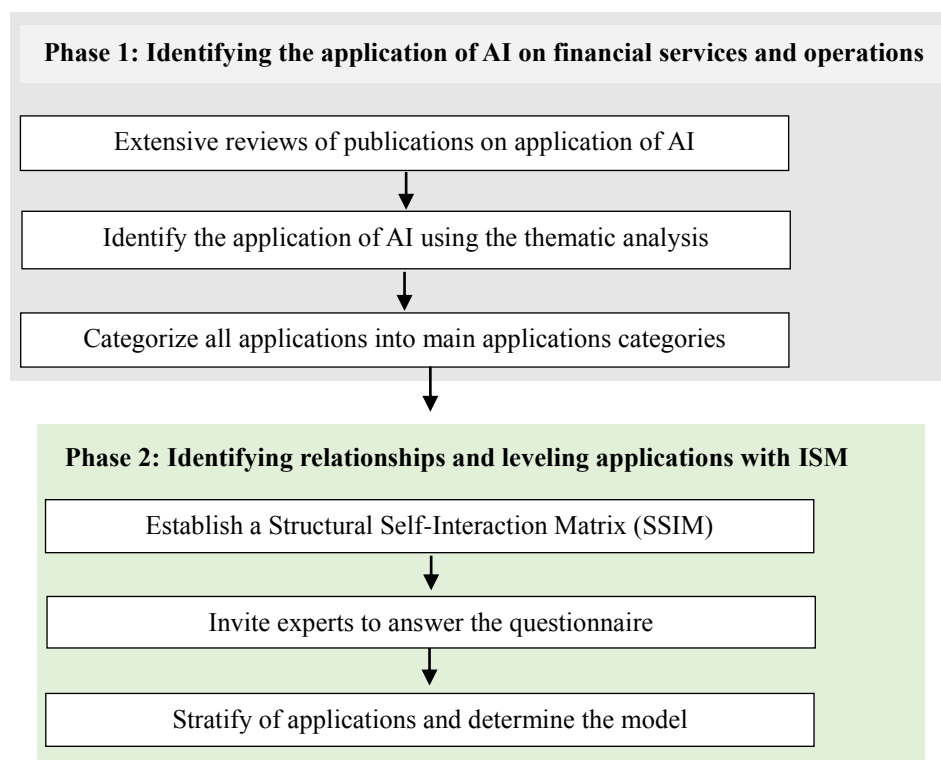 Phase 1: Identifying the application of AI on financial services and operations
Extensive reviews of publications on application of AI
Identify the application of AI using the thematic analysis
Categorize all applications into main applications categories
Phase 2: Identifying relationships and leveling applications with ISM
Establish a Structural Self-Interaction Matrix (SSIM)
Invite experts to answer the questionnaire
Stratify of applications and determine the model